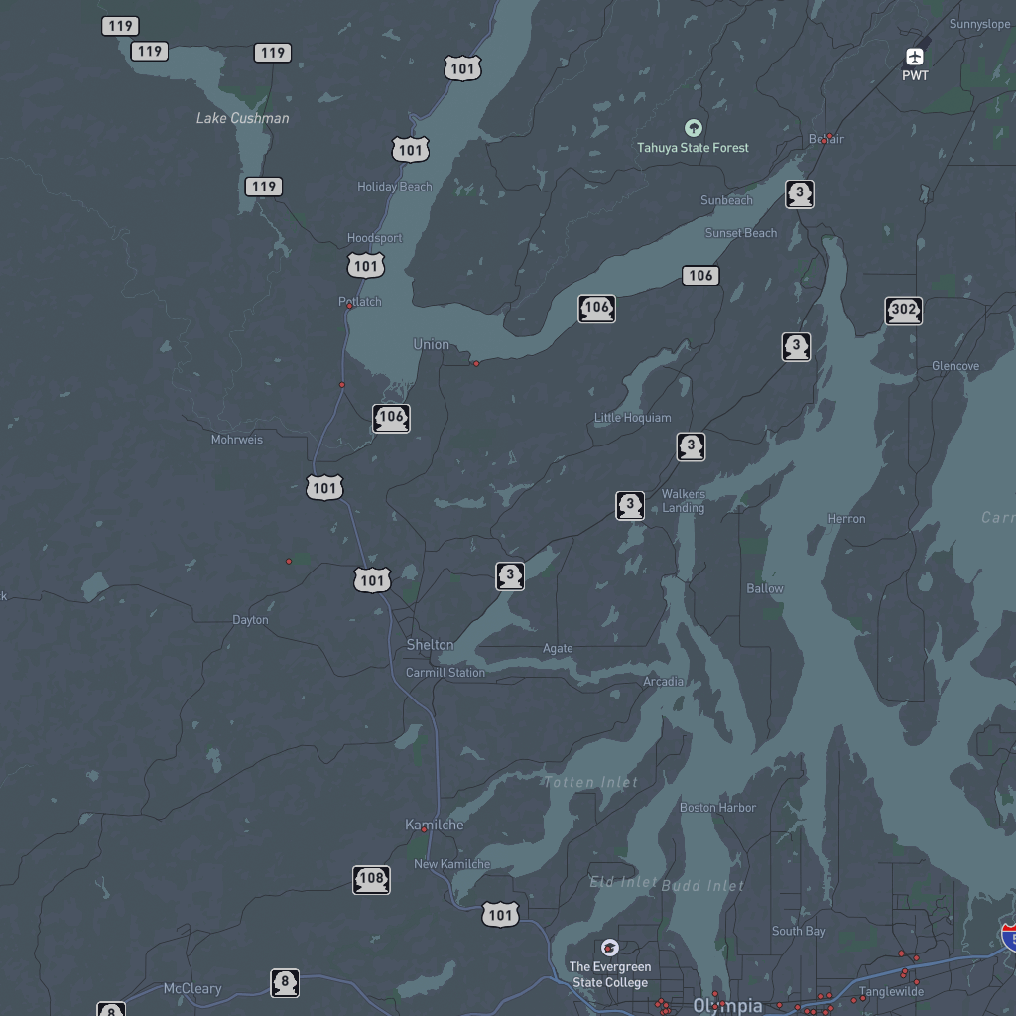 119
Sunnyslope
119
119
101
PWT
Lake Cushman
Belfair
101
Tahuya State Forest
119
Holiday Beach
3
Sunbeach
Hoodsport
Sunset Beach
101
106
Potlatch
106
302
Union
3
Glencove
106
Little Hoquiam
Mohrweis
3
101
Walkers
Landing
3
Herron
Carr
101
3
Ballow
k
Dayton
Shelton
Agate
Carmill Station
Arcadia
Totten Inlet
Boston Harbor
Kamilche
New Kamilche
108
Eld Inlet
Budd Inlet
101
South Bay
5
The Evergreen
State College
8
McCleary
Tanglewilde
Olympia
8